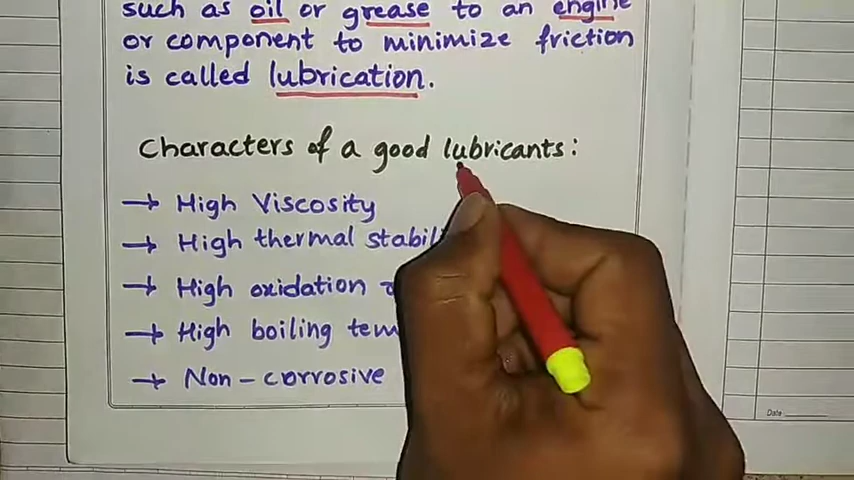 such as oil or grease to an engine
or component to minimize friction
is called lubrication.
Characters of a good lubricants:
→ High Viscosity
→ High thermal
→ High oxidation
→ High boiling
→ Non - corrosive
Date